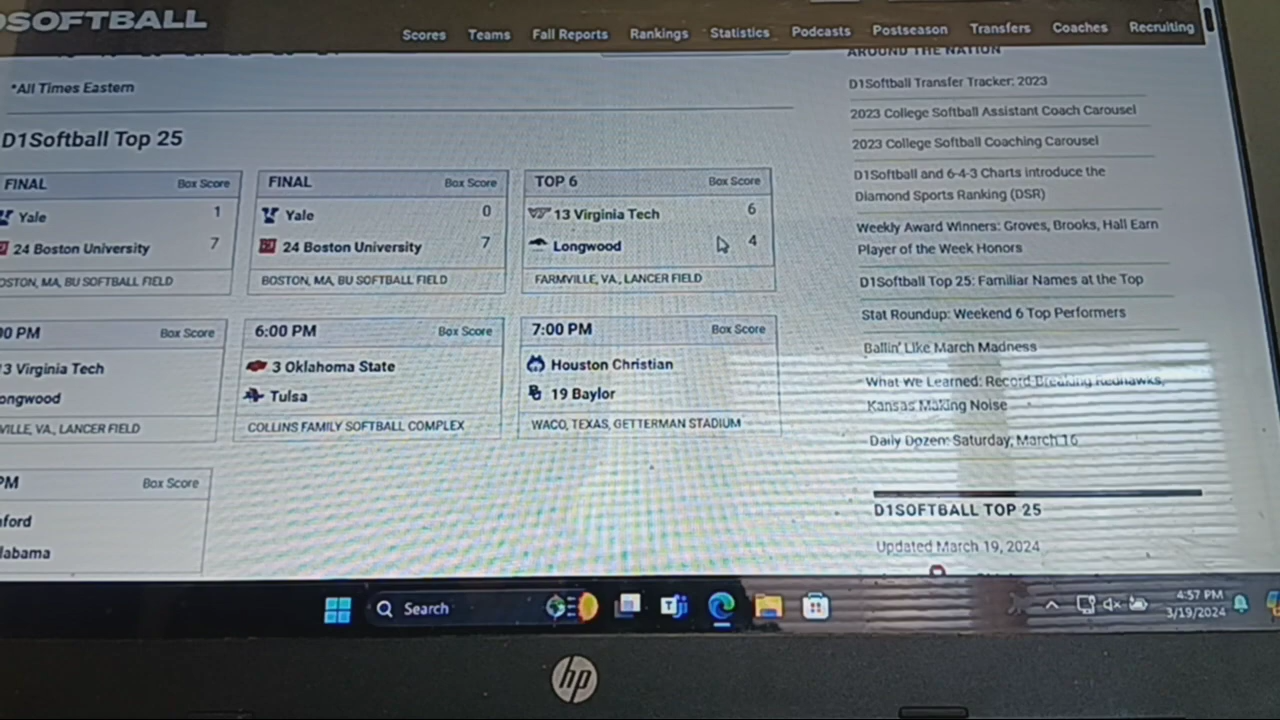 SOFTBALL
Scores Teams Fall Reports Rankings Statistics Podcasts Postseason Transfers Coaches Recruiting
*All Times Eastern
D1Softball Top 25
FINAL Box Score
Yale 1
24 Boston University 7
BOSTON, MA, BU SOFTBALL FIELD
FINAL Box Score
Yale 0
24 Boston University 7
BOSTON, MA, BU SOFTBALL FIELD
TOP 6 Box Score
13 Virginia Tech 6
Longwood 4
FARMVILLE, VA., LANCER FIELD
00 PM Box Score
3 Virginia Tech
ongwood
VILLE, VA., LANCER FIELD
6:00 PM Box Score
3 Oklahoma State
Tulsa
COLLINS FAMILY SOFTBALL COMPLEX
7:00 PM Box Score
Houston Christian
19 Baylor
WACO, TEXAS, GETTERMAN STADIUM
PM Box Score
nford
labama
AROUND THE NATION
D1Softball Transfer Tracker: 2023
2023 College Softball Assistant Coach Carousel
2023 College Softball Coaching Carousel
D1Softball and 6-4-3 Charts introduce the
Diamond Sports Ranking (DSR)
Weekly Award Winners: Groves, Brooks, Hall Earn
Player of the Week Honors
D1Softball Top 25: Familiar Names at the Top
Stat Roundup: Weekend 6 Top Performers
Ballin' Like March Madness
What We Learned: Record-Breaking Redhawks,
Kansas Making Noise
Daily Dozen: Saturday, March 16
D1SOFTBALL TOP 25
Updated March 19, 2024
Search
4:57 PM
3/19/2024
hp